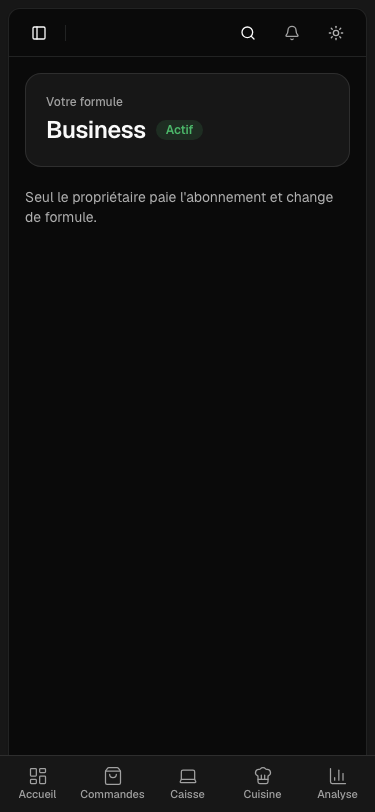 Votre formule
Business Actif
Seul le propriétaire paie l'abonnement et change
de formule.
Accueil Commandes Caisse Cuisine Analyse